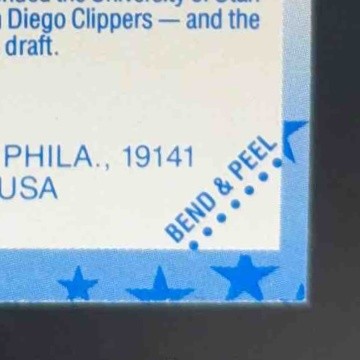 Diego Clippers — and the
draft.
PHILA., 19141
USA
BEND & PEEL